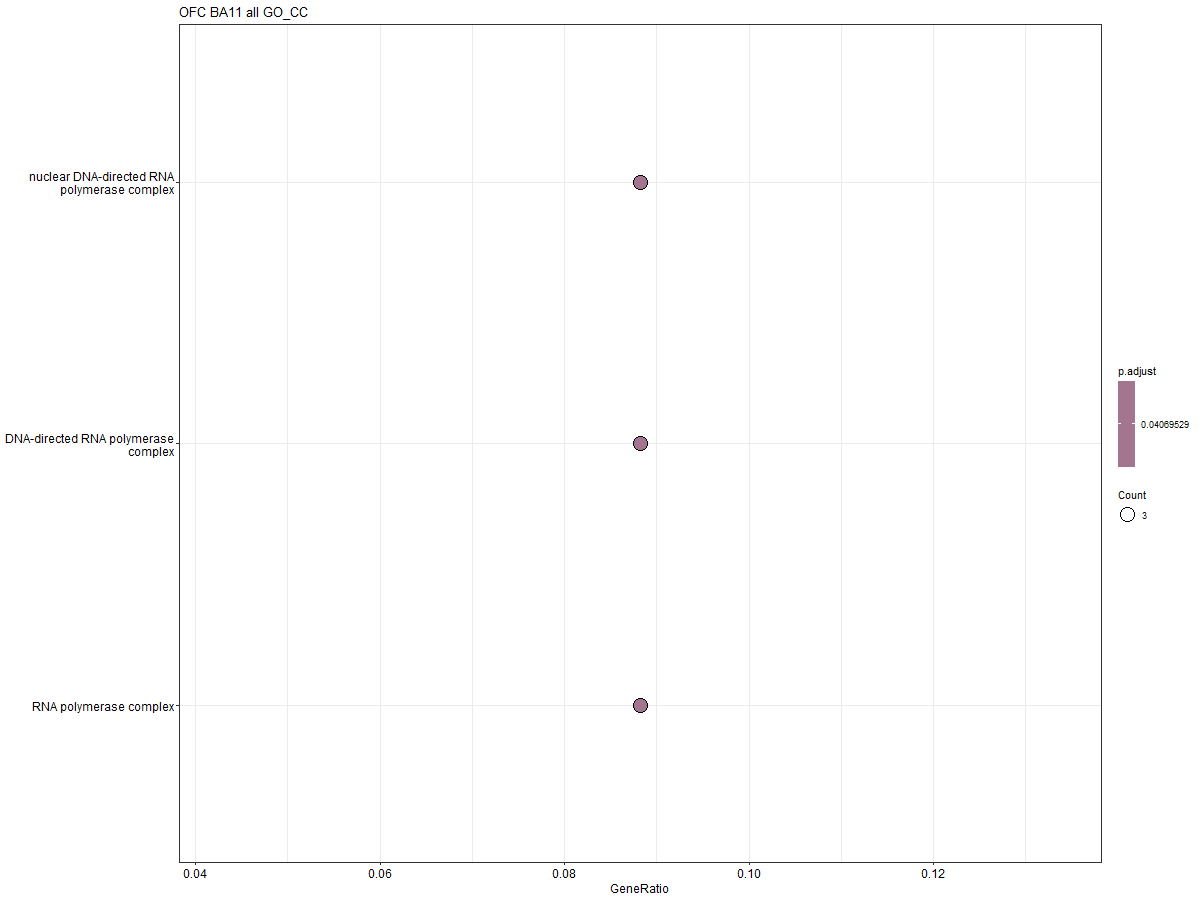 OFC BA11 all GO_CC
nuclear DNA-directed RNA
polymerase complex
DNA-directed RNA polymerase
complex
RNA polymerase complex
0.04
0.06
0.08
0.10
0.12
GeneRatio
p.adjust
0.04069529
Count
3